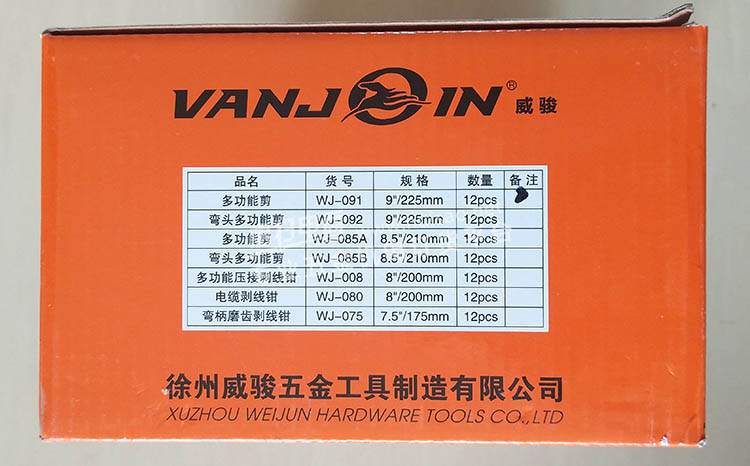 VANJOIN® 威骏
品名 货号 规格 数量 备注
多功能剪 WJ-091 9"/225mm 12pcs
弯头多功能剪 WJ-092 9"/225mm 12pcs
多功能剪 WJ-085A 8.5"/210mm 12pcs
弯头多功能剪 WJ-085B 8.5"/210mm 12pcs
多功能压接剥线钳 WJ-008 8"/200mm 12pcs
电缆剥线钳 WJ-080 8"/200mm 12pcs
弯柄磨齿剥线钳 WJ-075 7.5"/175mm 12pcs
徐州威骏五金工具制造有限公司
XUZHOU WEIJUN HARDWARE TOOLS CO.,LTD